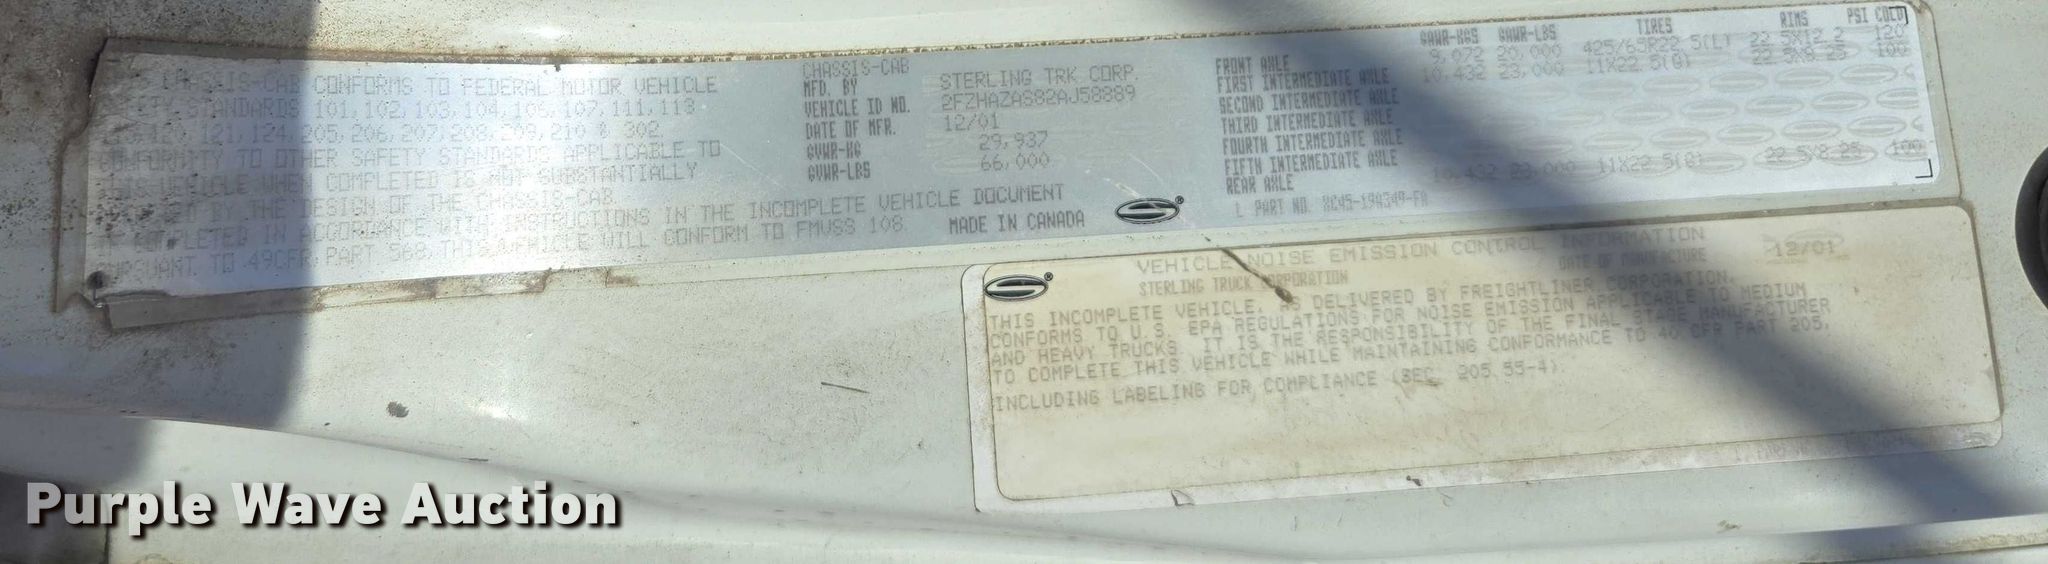 CHASSIS-CAB CONFORMS TO FEDERAL MOTOR VEHICLE
SAFETY STANDARDS 101, 102, 103, 104, 106, 107, 111, 113
120, 121, 124, 205, 206, 207, 208, 209, 210 & 302.
CONFORMITY TO OTHER SAFETY STANDARDS APPLICABLE TO
THIS VEHICLE WHEN COMPLETED IS NOT SUBSTANTIALLY
BY THE DESIGN OF THE CHASSIS-CAB.
IF COMPLETED IN ACCORDANCE WITH INSTRUCTIONS IN THE INCOMPLETE VEHICLE DOCUMENT
PURSUANT TO 49CFR, PART 568, THIS VEHICLE WILL CONFORM TO FMVSS 108.
MADE IN CANADA
CHASSIS-CAB
MFD. BY STERLING TRK CORP.
VEHICLE ID NO. 2FZHAZAS82AJ58889
DATE OF MFR. 12/01
GVWR-KG 29,937
GVWR-LBS 66,000
GAWR-KGS GAWR-LBS TIRES RIMS PSI COLD
FRONT AXLE 9,072 20,000 425/65R22.5(L) 22.5X12.2 120
FIRST INTERMEDIATE AXLE 10,432 23,000 11X22.5(G) 22.5X8.25 100
SECOND INTERMEDIATE AXLE
THIRD INTERMEDIATE AXLE
FOURTH INTERMEDIATE AXLE
FIFTH INTERMEDIATE AXLE
REAR AXLE 10,432 23,000 11X22.5(G) 22.5X8.25 100
L PART NO. XC45-19A349-FA
VEHICLE NOISE EMISSION CONTROL INFORMATION
STERLING TRUCK CORPORATION
DATE OF MANUFACTURE 12/01
THIS INCOMPLETE VEHICLE, AS DELIVERED BY FREIGHTLINER CORPORATION,
CONFORMS TO U.S. EPA REGULATIONS FOR NOISE EMISSION APPLICABLE TO MEDIUM
AND HEAVY TRUCKS. IT IS THE RESPONSIBILITY OF THE FINAL STAGE MANUFACTURER
TO COMPLETE THIS VEHICLE WHILE MAINTAINING CONFORMANCE TO 40 CFR PART 205,
INCLUDING LABELING FOR COMPLIANCE (SEC. 205.55-4).
Purple Wave Auction